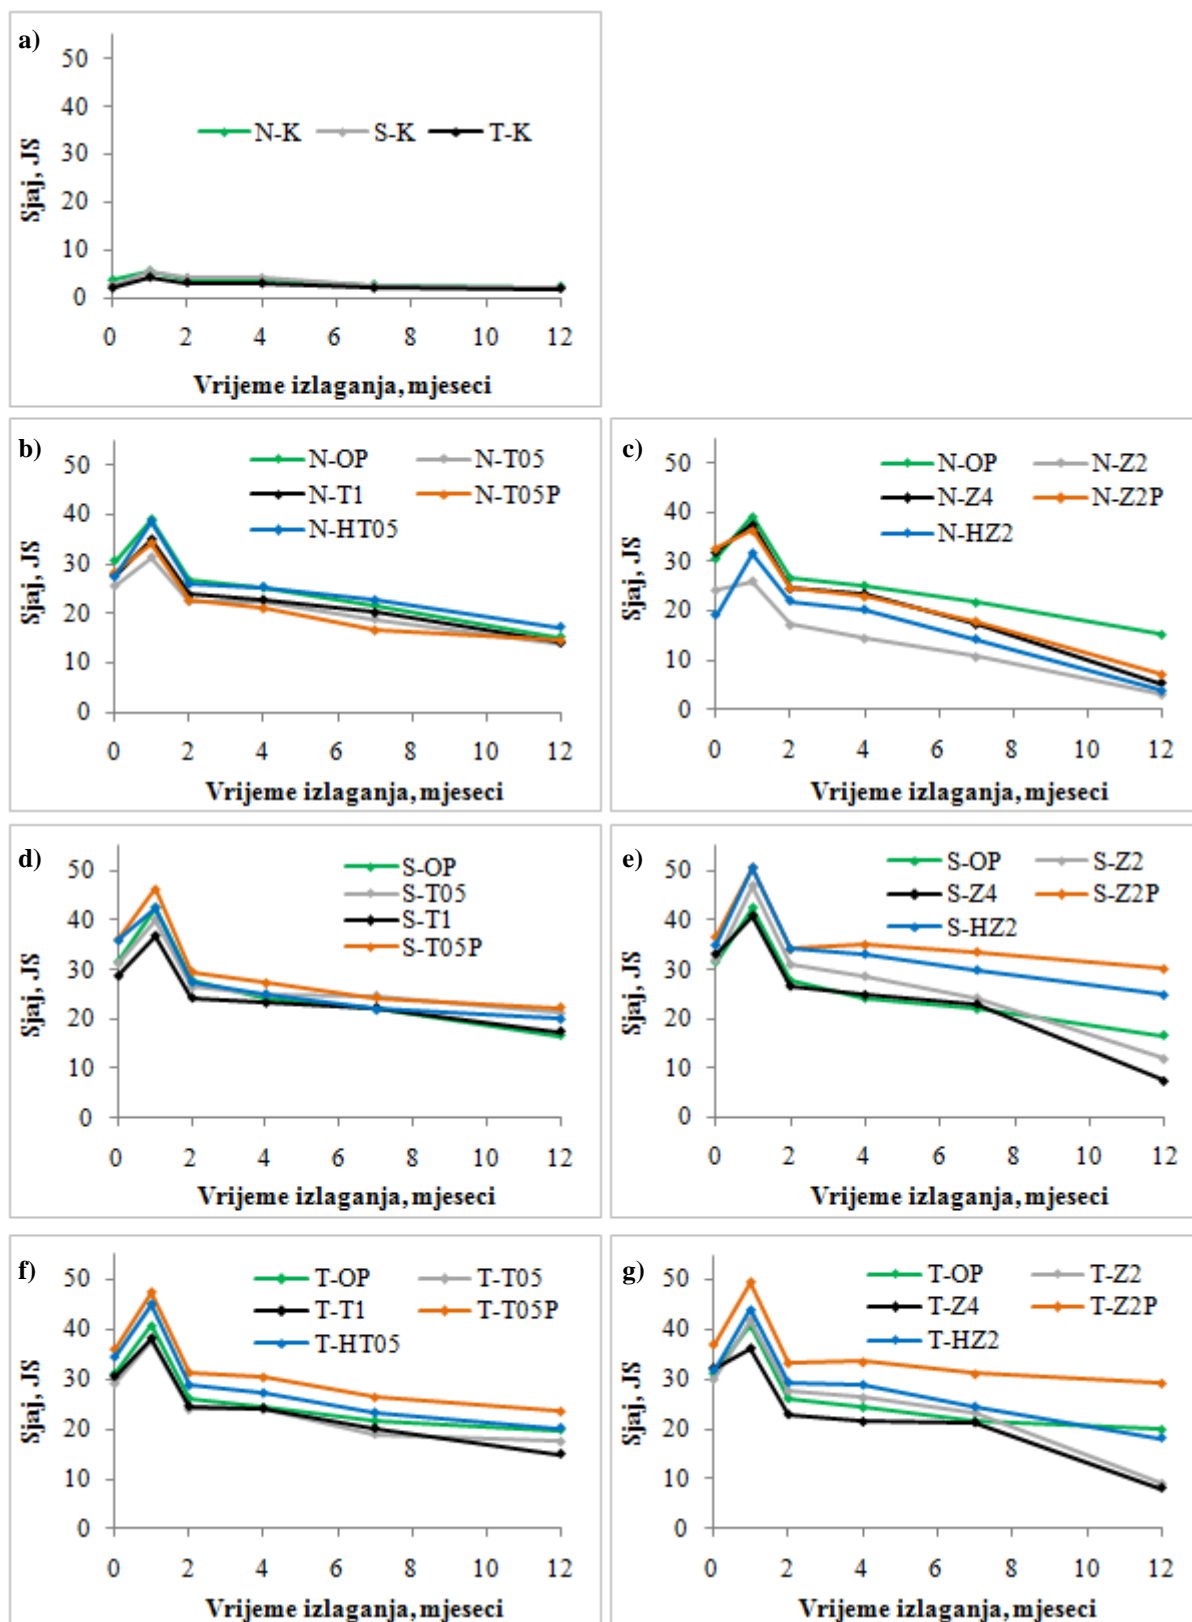 a)
50
40
N-K S-K T-K
30
20
10
0
0 2 4 6 8 10 12
Sjaj, JS
Vrijeme izlaganja, mjeseci
b)
50
N-OP N-T05
N-T1 N-T05P
N-HT05
40
30
20
10
0
0 2 4 6 8 10 12
Sjaj, JS
Vrijeme izlaganja, mjeseci
c)
50
N-OP N-Z2
N-Z4 N-Z2P
N-HZ2
40
30
20
10
0
0 2 4 6 8 10 12
Sjaj, JS
Vrijeme izlaganja, mjeseci
d)
50
S-OP
S-T05
S-T1
S-T05P
40
30
20
10
0
0 2 4 6 8 10 12
Sjaj, JS
Vrijeme izlaganja, mjeseci
e)
50
S-OP S-Z2
S-Z4 S-Z2P
S-HZ2
40
30
20
10
0
0 2 4 6 8 10 12
Sjaj, JS
Vrijeme izlaganja, mjeseci
f)
50
T-OP T-T05
T-T1 T-T05P
T-HT05
40
30
20
10
0
0 2 4 6 8 10 12
Sjaj, JS
Vrijeme izlaganja, mjeseci
g)
50
T-OP T-Z2
T-Z4 T-Z2P
T-HZ2
40
30
20
10
0
0 2 4 6 8 10 12
Sjaj, JS
Vrijeme izlaganja, mjeseci